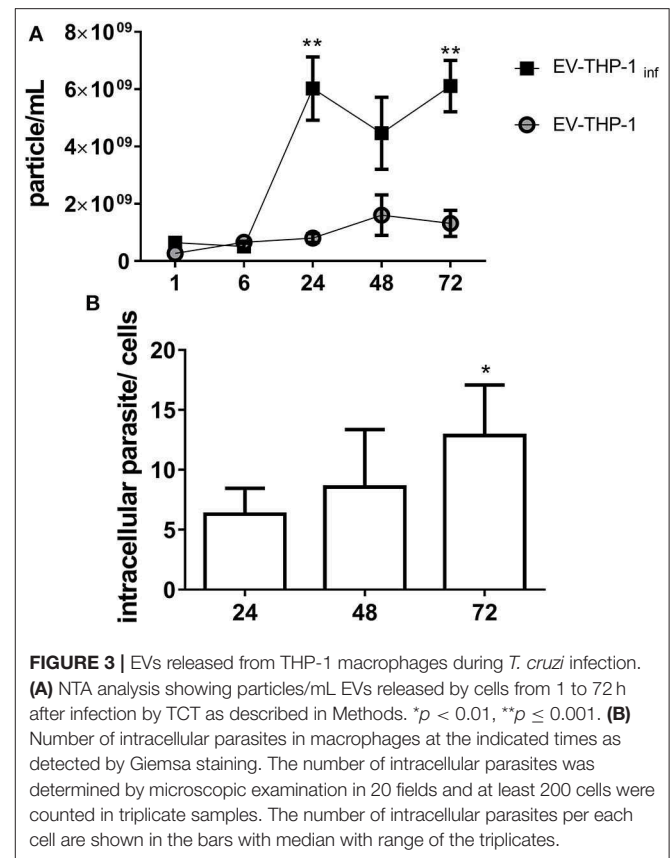 A
8×10⁰⁹
6×10⁰⁹
4×10⁰⁹
2×10⁰⁹
0
particle/mL
** **
EV-THP-1 inf
EV-THP-1
1 6 24 48 72
B
20
15
10
5
0
intracellular parasite/ cells
*
24 48 72
FIGURE 3 | EVs released from THP-1 macrophages during T. cruzi infection.
(A) NTA analysis showing particles/mL EVs released by cells from 1 to 72 h
after infection by TCT as described in Methods. *p < 0.01, **p ≤ 0.001. (B)
Number of intracellular parasites in macrophages at the indicated times as
detected by Giemsa staining. The number of intracellular parasites was
determined by microscopic examination in 20 fields and at least 200 cells were
counted in triplicate samples. The number of intracellular parasites per each
cell are shown in the bars with median with range of the triplicates.